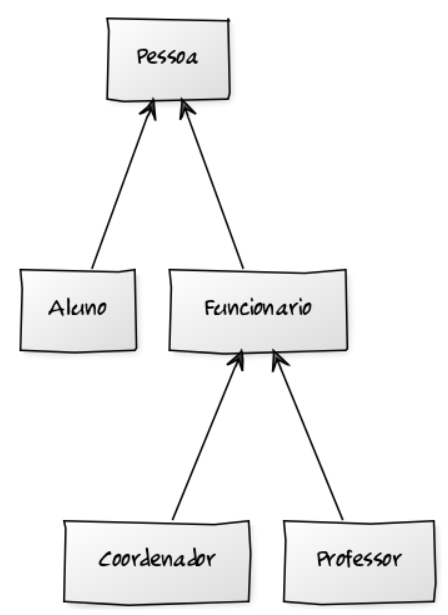 Pessoa
Aluno
Funcionario
Coordenador
Professor